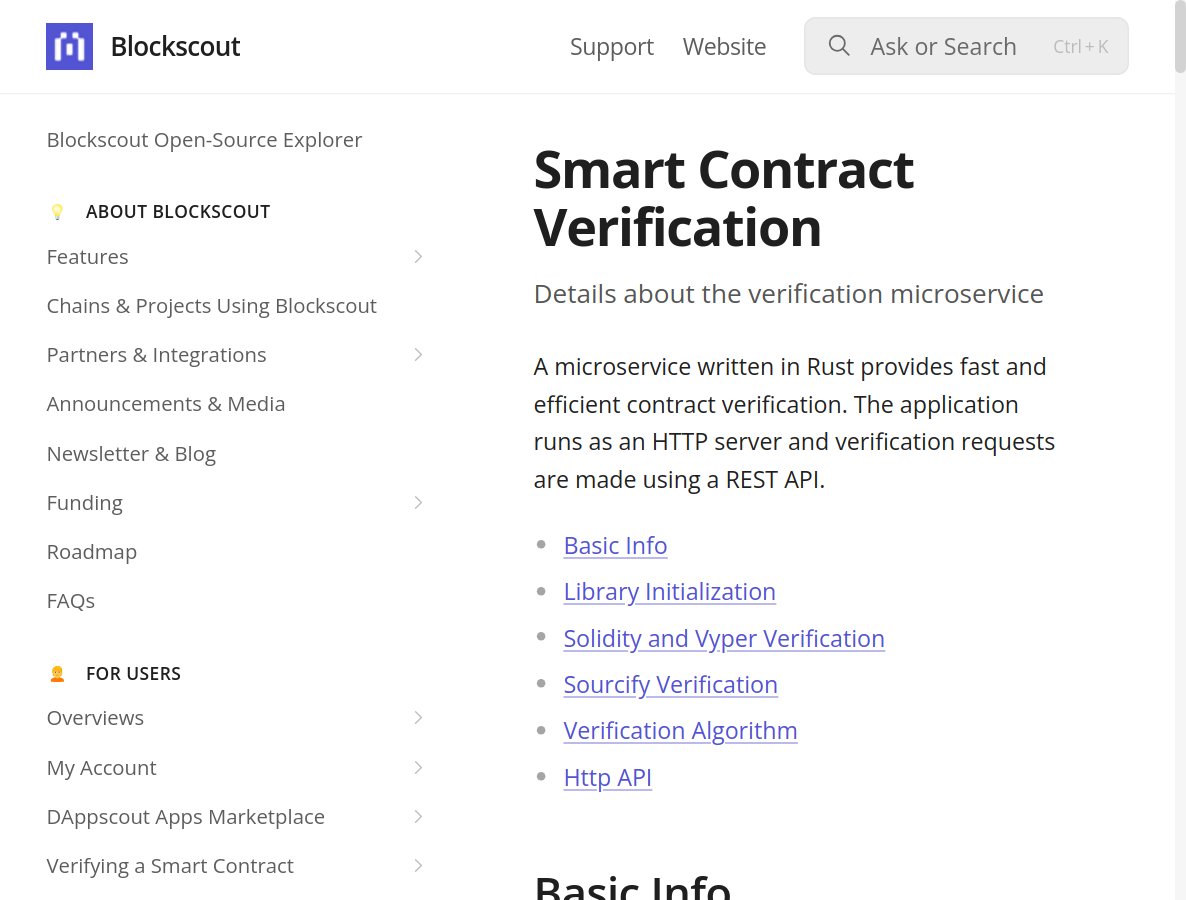 Blockscout
Support
Website
Ask or Search
Ctrl + K
Blockscout Open-Source Explorer
ABOUT BLOCKSCOUT
Features
Chains & Projects Using Blockscout
Partners & Integrations
Announcements & Media
Newsletter & Blog
Funding
Roadmap
FAQs
FOR USERS
Overviews
My Account
DAppscout Apps Marketplace
Verifying a Smart Contract
Smart Contract
Verification
Details about the verification microservice
A microservice written in Rust provides fast and
efficient contract verification. The application
runs as an HTTP server and verification requests
are made using a REST API.
Basic Info
Library Initialization
Solidity and Vyper Verification
Sourcify Verification
Verification Algorithm
Http API
Basic Info